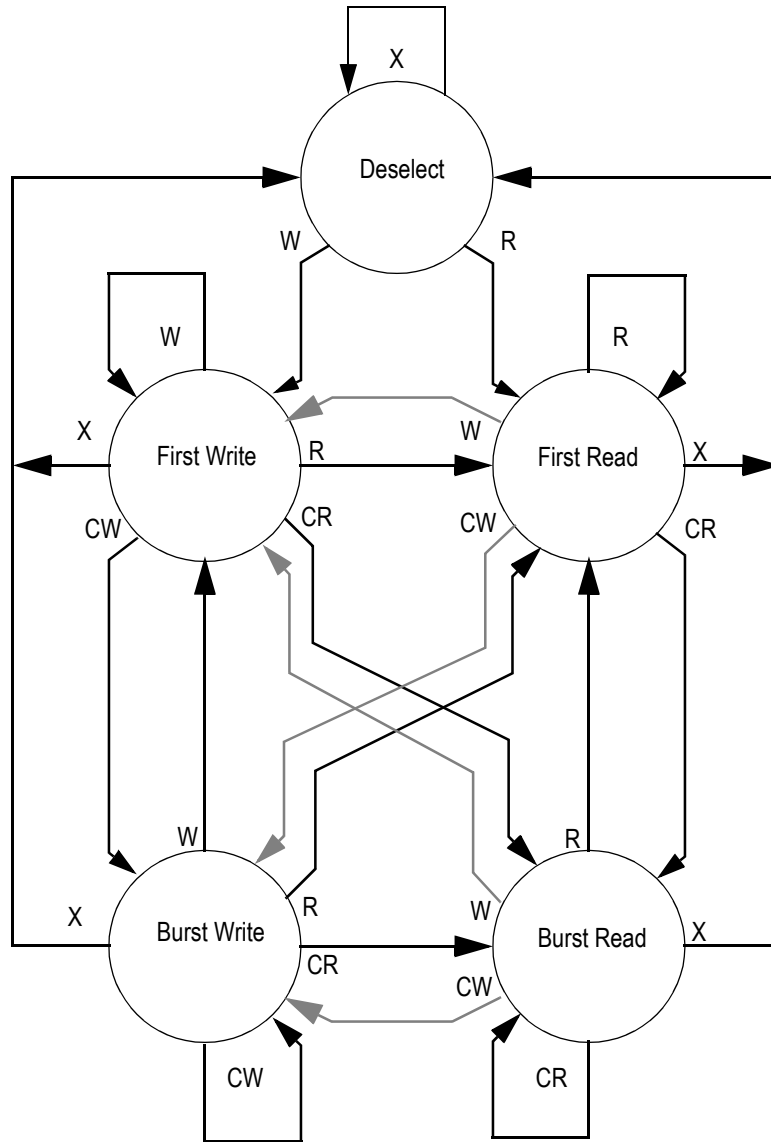 X
Deselect
W
R
W
R
W
X
First Write
R
First Read
X
CW
CR
CW
CR
W
R
X
R
W
Burst Write
Burst Read
X
CR
CW
CW
CR